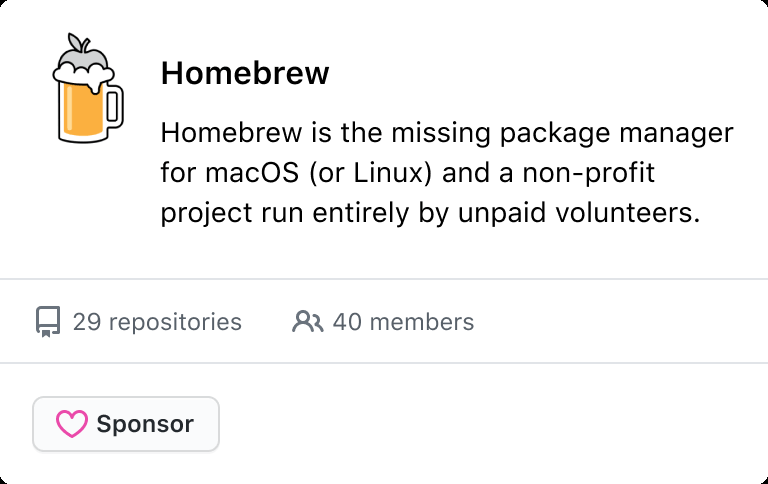 Homebrew
Homebrew is the missing package manager
for macOS (or Linux) and a non-profit
project run entirely by unpaid volunteers.
29 repositories 40 members
Sponsor